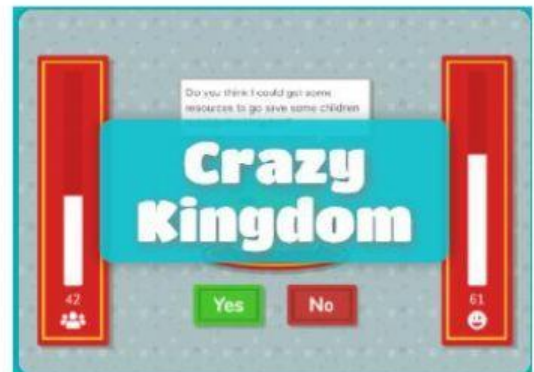 Do you think I could get some
resources to go save some children
Crazy
Kingdom
42
61
Yes
No